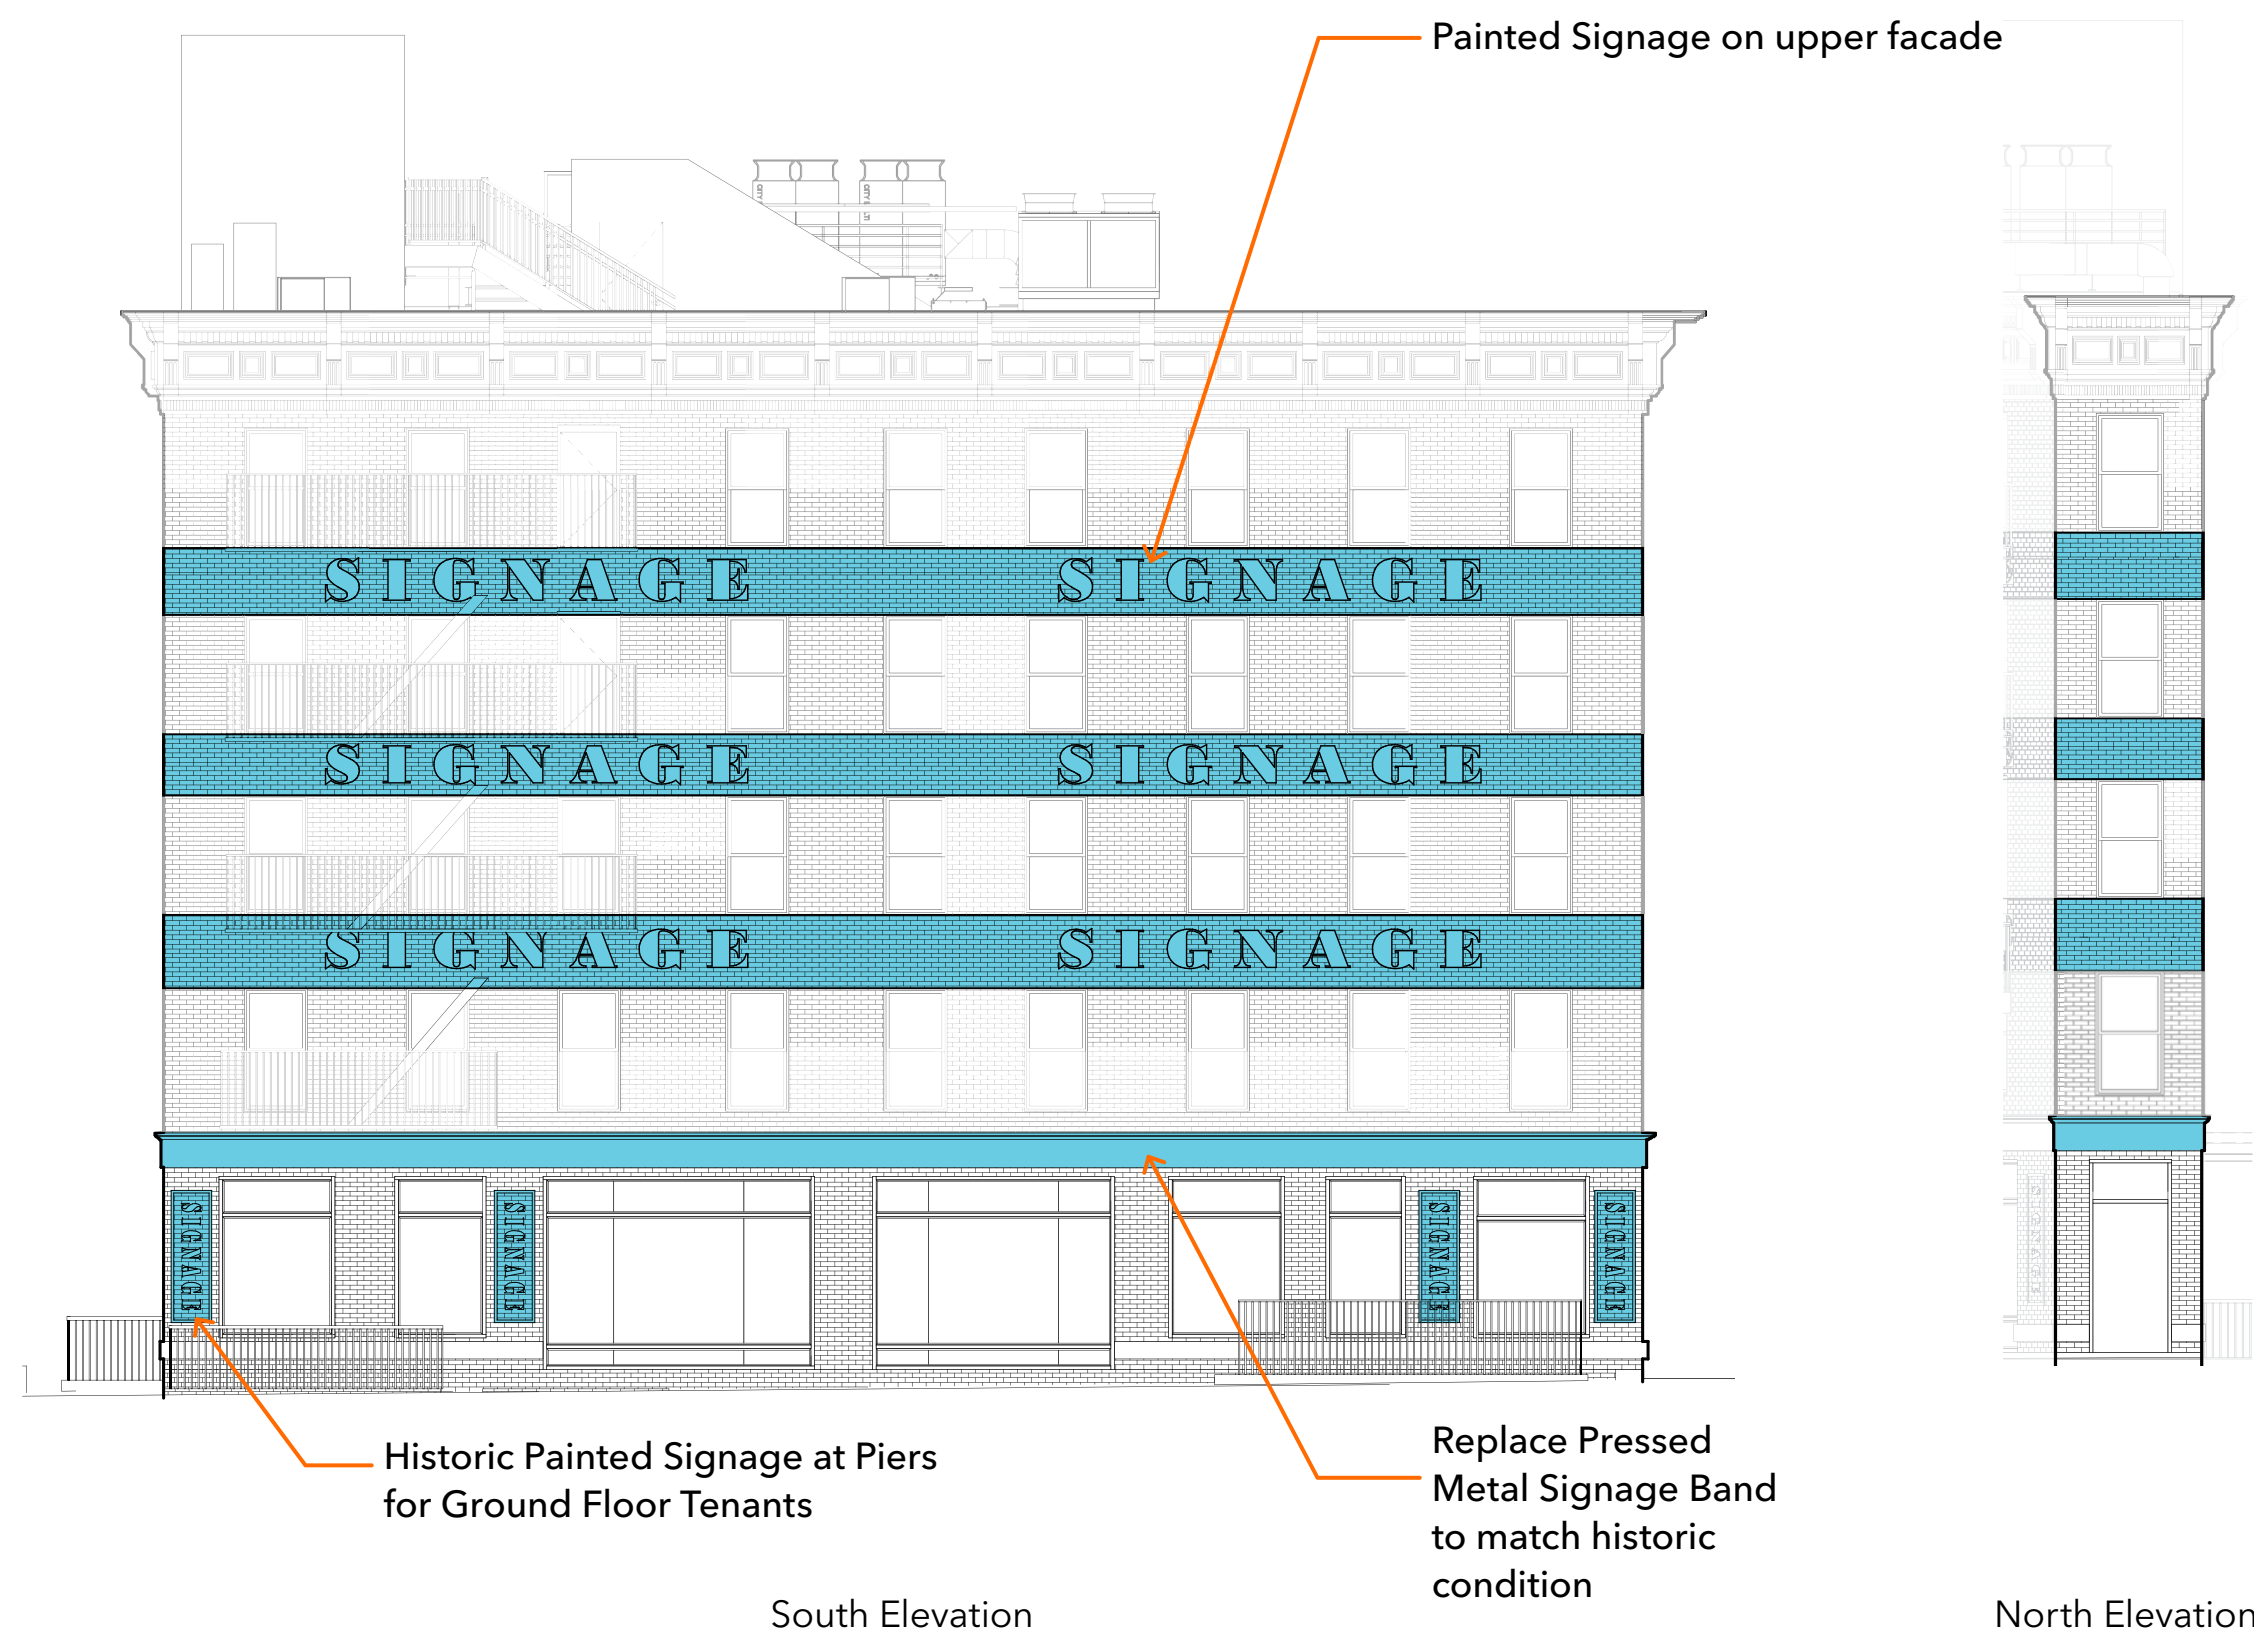 Painted Signage on upper facade
SIGNAGE SIGNAGE
SIGNAGE SIGNAGE
SIGNAGE SIGNAGE
SIGNAGE
SIGNAGE
SIGNAGE
SIGNAGE
SIGNAGE
Historic Painted Signage at Piers
for Ground Floor Tenants
Replace Pressed
Metal Signage Band
to match historic
condition
South Elevation
North Elevation